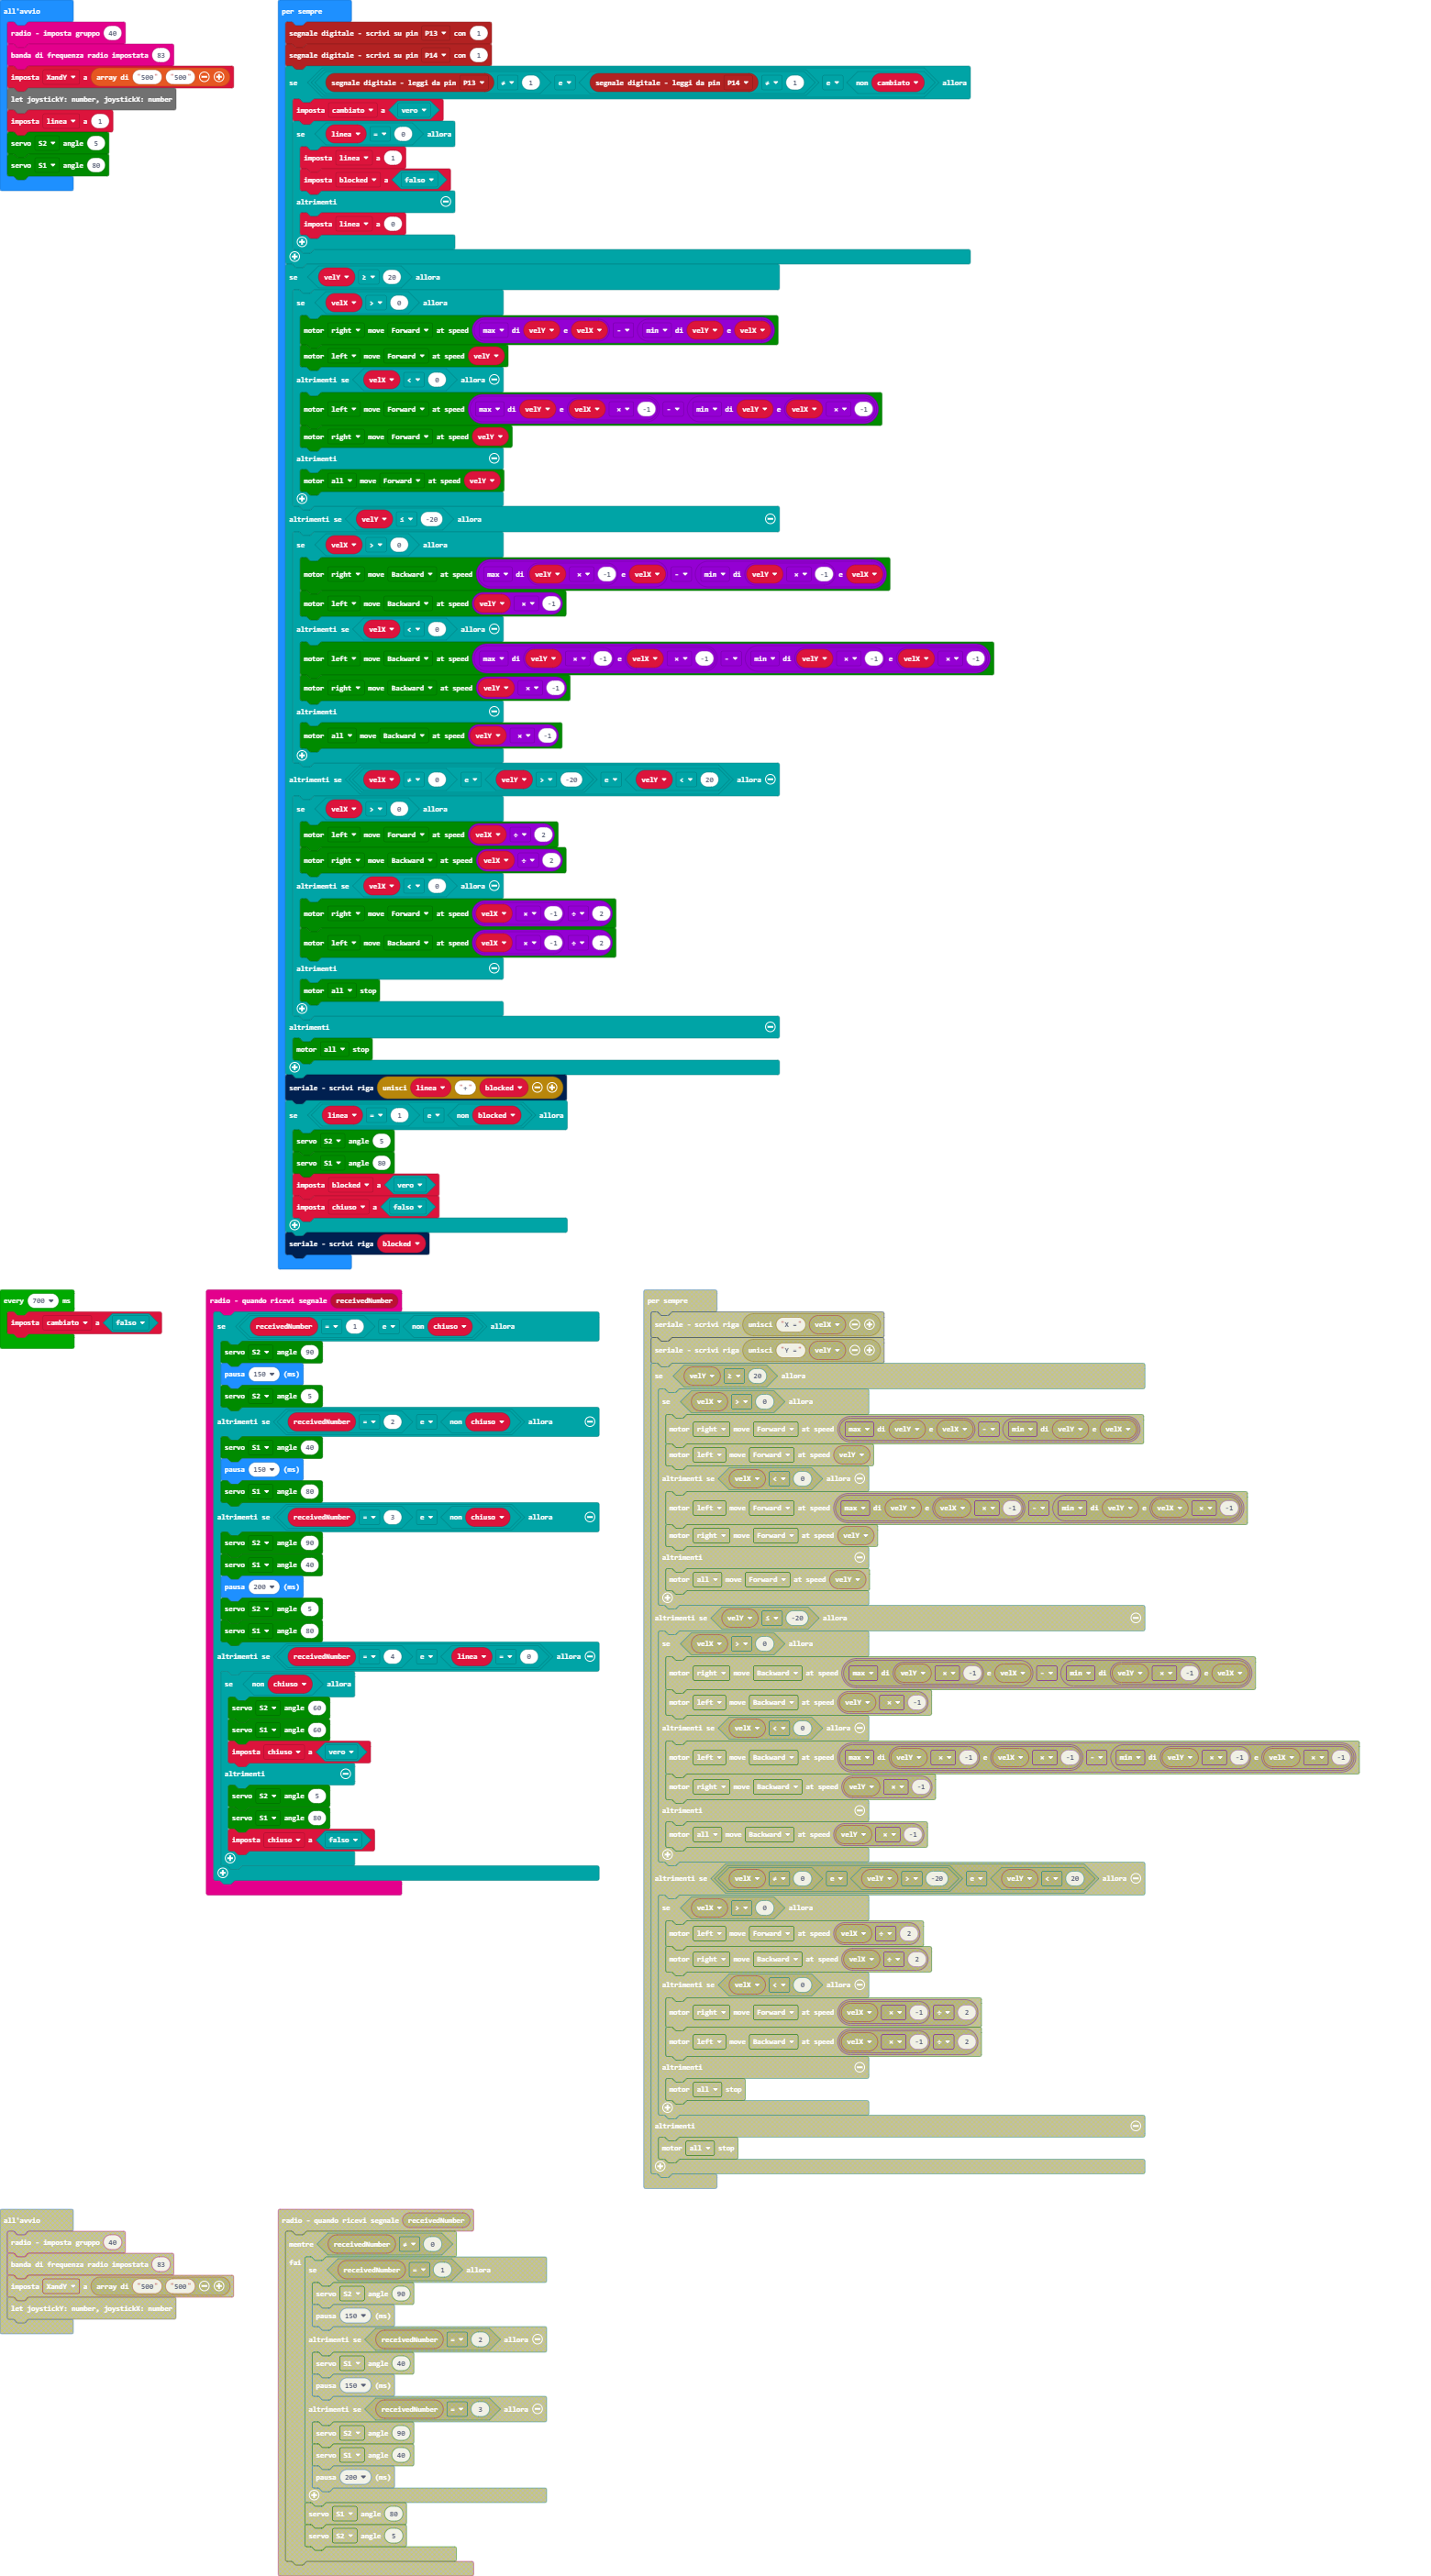 all'avvio
radio - imposta gruppo 40
banda di frequenza radio impostata 83
imposta XandY a array di "500" "500"
let joystickY: number, joystickX: number
imposta linea a 1
servo S2 angle 5
servo S1 angle 80
per sempre
segnale digitale - scrivi su pin P13 con 1
segnale digitale - scrivi su pin P14 con 1
se segnale digitale - leggi da pin P13 ≠ 1 e segnale digitale - leggi da pin P14 ≠ 1 e non cambiato allora
imposta cambiato a vero
se linea = 0 allora
imposta linea a 1
imposta blocked a falso
altrimenti
imposta linea a 0
se velY ≥ 20 allora
se velX > 0 allora
motor right move Forward at speed max di velY e velX - min di velY e velX
motor left move Forward at speed velY
altrimenti se velX < 0 allora
motor left move Forward at speed max di velY e velX × -1 - min di velY e velX × -1
motor right move Forward at speed velY
altrimenti
motor all move Forward at speed velY
altrimenti se velY ≤ -20 allora
se velX > 0 allora
motor right move Backward at speed max di velY × -1 e velX - min di velY × -1 e velX
motor left move Backward at speed velY × -1
altrimenti se velX < 0 allora
motor left move Backward at speed max di velY × -1 e velX × -1 - min di velY × -1 e velX × -1
motor right move Backward at speed velY × -1
altrimenti
motor all move Backward at speed velY × -1
altrimenti se velX ≠ 0 e velY > -20 e velY < 20 allora
se velX > 0 allora
motor left move Forward at speed velX ÷ 2
motor right move Backward at speed velX ÷ 2
altrimenti se velX < 0 allora
motor right move Forward at speed velX × -1 ÷ 2
motor left move Backward at speed velX × -1 ÷ 2
altrimenti
motor all stop
altrimenti
motor all stop
seriale - scrivi riga unisci linea "+" blocked
se linea = 1 e non blocked allora
servo S2 angle 5
servo S1 angle 80
imposta blocked a vero
imposta chiuso a falso
seriale - scrivi riga blocked
every 700 ms
imposta cambiato a falso
radio - quando ricevi segnale receivedNumber
se receivedNumber = 1 e non chiuso allora
servo S2 angle 90
pausa 150 (ms)
servo S2 angle 5
altrimenti se receivedNumber = 2 e non chiuso allora
servo S1 angle 40
pausa 150 (ms)
servo S1 angle 80
altrimenti se receivedNumber = 3 e non chiuso allora
servo S2 angle 90
servo S1 angle 40
pausa 200 (ms)
servo S2 angle 5
servo S1 angle 80
altrimenti se receivedNumber = 4 e linea = 0 allora
se non chiuso allora
servo S2 angle 60
servo S1 angle 60
imposta chiuso a vero
altrimenti
servo S2 angle 5
servo S1 angle 80
imposta chiuso a falso
per sempre
seriale - scrivi riga unisci "X =" velX
seriale - scrivi riga unisci "Y =" velY
se velY ≥ 20 allora
se velX > 0 allora
motor right move Forward at speed max di velY e velX - min di velY e velX
motor left move Forward at speed velY
altrimenti se velX < 0 allora
motor left move Forward at speed max di velY e velX × -1 - min di velY e velX × -1
motor right move Forward at speed velY
altrimenti
motor all move Forward at speed velY
altrimenti se velY ≤ -20 allora
se velX > 0 allora
motor right move Backward at speed max di velY × -1 e velX - min di velY × -1 e velX
motor left move Backward at speed velY × -1
altrimenti se velX < 0 allora
motor left move Backward at speed max di velY × -1 e velX × -1 - min di velY × -1 e velX × -1
motor right move Backward at speed velY × -1
altrimenti
motor all move Backward at speed velY × -1
altrimenti se velX ≠ 0 e velY > -20 e velY < 20 allora
se velX > 0 allora
motor left move Forward at speed velX ÷ 2
motor right move Backward at speed velX ÷ 2
altrimenti se velX < 0 allora
motor right move Forward at speed velX × -1 ÷ 2
motor left move Backward at speed velX × -1 ÷ 2
altrimenti
motor all stop
altrimenti
motor all stop
all'avvio
radio - imposta gruppo 40
banda di frequenza radio impostata 83
imposta XandY a array di "500" "500"
let joystickY: number, joystickX: number
radio - quando ricevi segnale receivedNumber
mentre receivedNumber ≠ 0
fai
se receivedNumber = 1 allora
servo S2 angle 90
pausa 150 (ms)
altrimenti se receivedNumber = 2 allora
servo S1 angle 40
pausa 150 (ms)
altrimenti se receivedNumber = 3 allora
servo S2 angle 90
servo S1 angle 40
pausa 200 (ms)
servo S1 angle 80
servo S2 angle 5